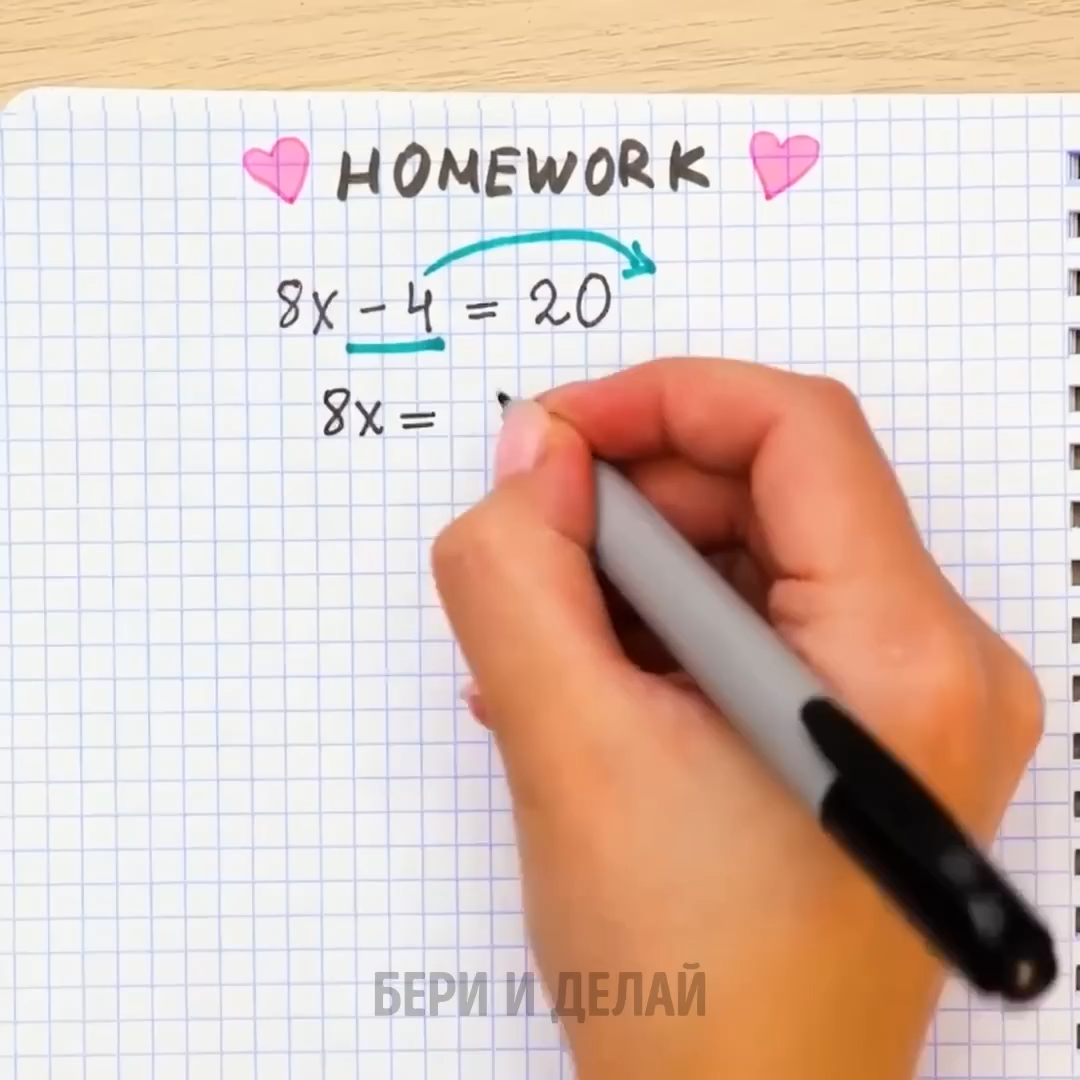 HOMEWORK
8x - 4 = 20
8x =
БЕРИ И ДЕЛАЙ